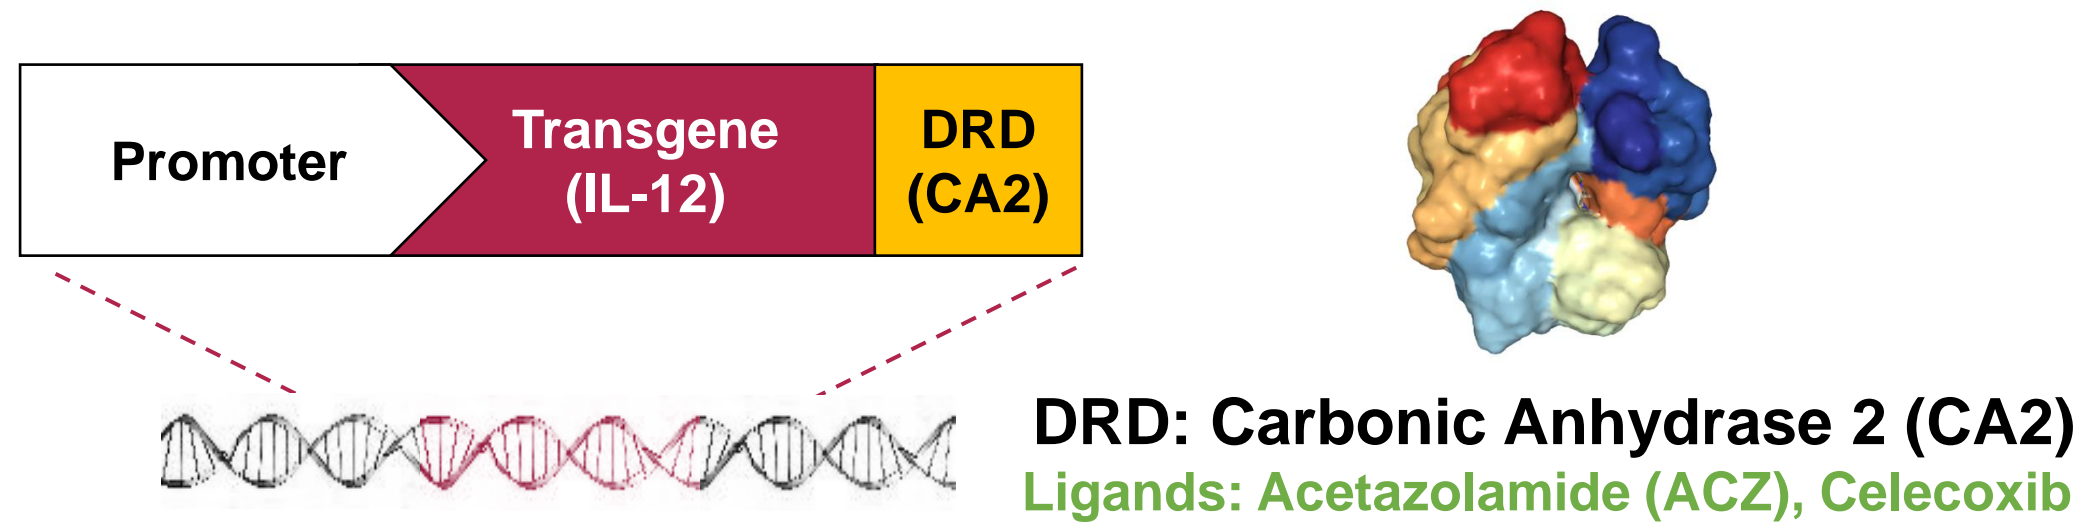 Promoter
Transgene
(IL-12)
DRD
(CA2)
DRD: Carbonic Anhydrase 2 (CA2)
Ligands: Acetazolamide (ACZ), Celecoxib